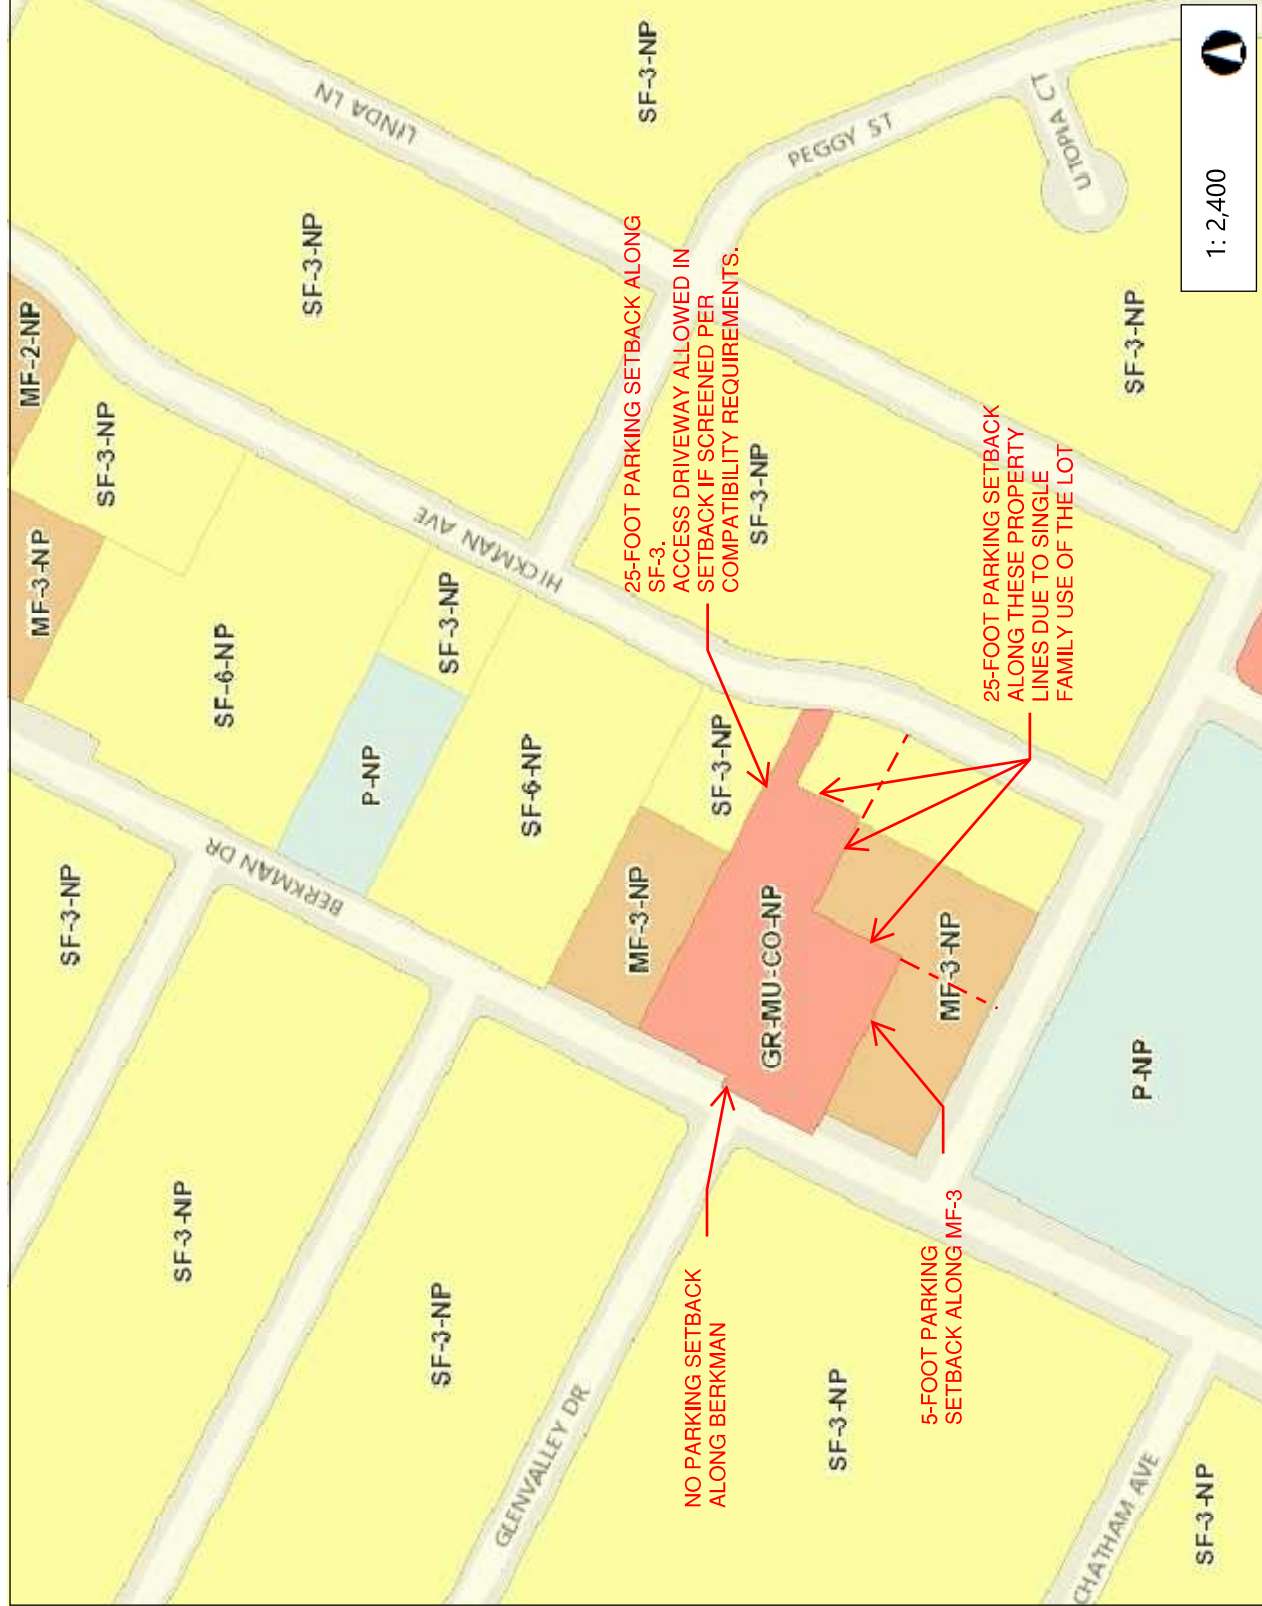 MF-2-NP
SF-3-NP
MF-3-NP
SF-3-NP
SF-6-NP
P-NP
SF-3-NP
SF-6-NP
SF-3-NP
MF-3-NP
GR-MU-CO-NP
MF-3-NP
P-NP
SF-3-NP
SF-3-NP
SF-3-NP
SF-3-NP
SF-3-NP
SF-3-NP
SF-3-NP
SF-3-NP
SF-3-NP
SF-3-NP
LINDA LN
PEGGY ST
UTOPIA CT
HICKMAN AVE
BERKMAN DR
GLENVALLEY DR
CHATHAM AVE
25-FOOT PARKING SETBACK ALONG
SF-3.
ACCESS DRIVEWAY ALLOWED IN
SETBACK IF SCREENED PER
COMPATIBILITY REQUIREMENTS.
25-FOOT PARKING SETBACK
ALONG THESE PROPERTY
LINES DUE TO SINGLE
FAMILY USE OF THE LOT
NO PARKING SETBACK
ALONG BERKMAN
5-FOOT PARKING
SETBACK ALONG MF-3
1: 2,400